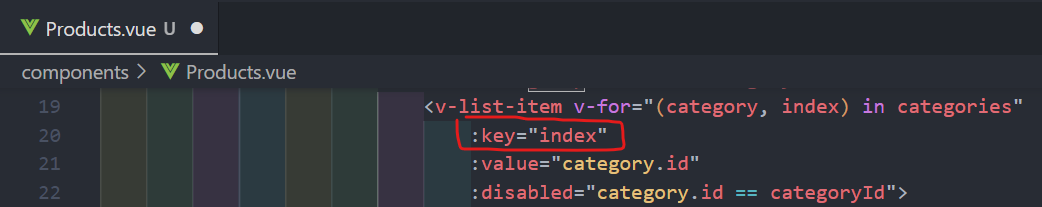 Products.vue U
components > Products.vue
19 <v-list-item v-for="(category, index) in categories"
20 :key="index"
21 :value="category.id"
22 :disabled="category.id == categoryId">